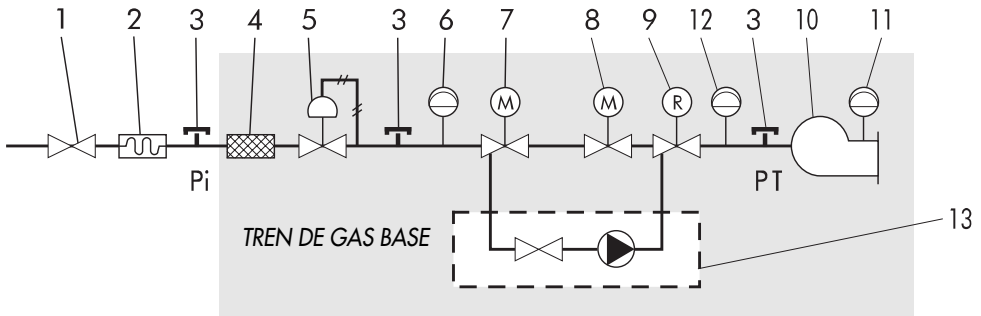 1 2 3 4 5 3 6 7 8 9 12 3 10 11
M M R
Pi PT
13
TREN DE GAS BASE